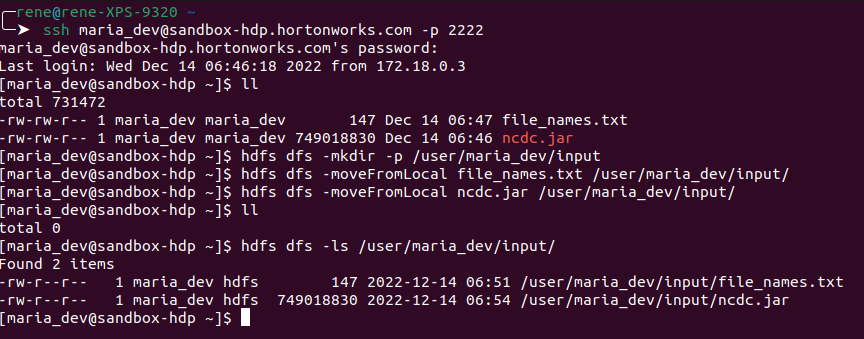 rene@rene-XPS-9320 ~
ssh maria_dev@sandbox-hdp.hortonworks.com -p 2222
maria_dev@sandbox-hdp.hortonworks.com's password:
Last login: Wed Dec 14 06:46:18 2022 from 172.18.0.3
[maria_dev@sandbox-hdp ~]$ ll
total 731472
-rw-rw-r-- 1 maria_dev maria_dev       147 Dec 14 06:47 file_names.txt
-rw-rw-r-- 1 maria_dev maria_dev 749018830 Dec 14 06:46 ncdc.jar
[maria_dev@sandbox-hdp ~]$ hdfs dfs -mkdir -p /user/maria_dev/input
[maria_dev@sandbox-hdp ~]$ hdfs dfs -moveFromLocal file_names.txt /user/maria_dev/input/
[maria_dev@sandbox-hdp ~]$ hdfs dfs -moveFromLocal ncdc.jar /user/maria_dev/input/
[maria_dev@sandbox-hdp ~]$ ll
total 0
[maria_dev@sandbox-hdp ~]$ hdfs dfs -ls /user/maria_dev/input/
Found 2 items
-rw-r--r--   1 maria_dev hdfs        147 2022-12-14 06:51 /user/maria_dev/input/file_names.txt
-rw-r--r--   1 maria_dev hdfs  749018830 2022-12-14 06:54 /user/maria_dev/input/ncdc.jar
[maria_dev@sandbox-hdp ~]$